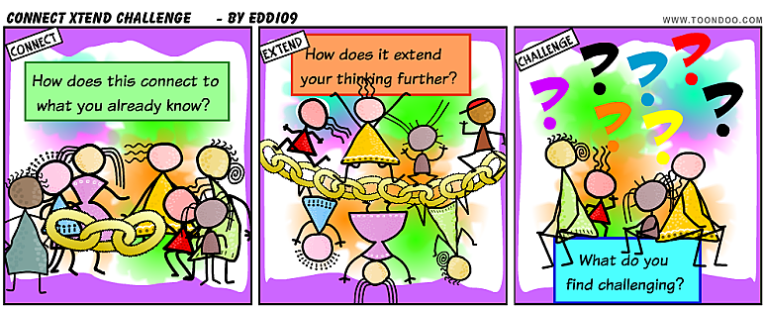 CONNECT XTEND CHALLENGE - BY EDD109
WWW.TOONDOO.COM
CONNECT
How does this connect to
what you already know?
EXTEND
How does it extend
your thinking further?
CHALLENGE
? ? ? ? ? ? ?
What do you
find challenging?